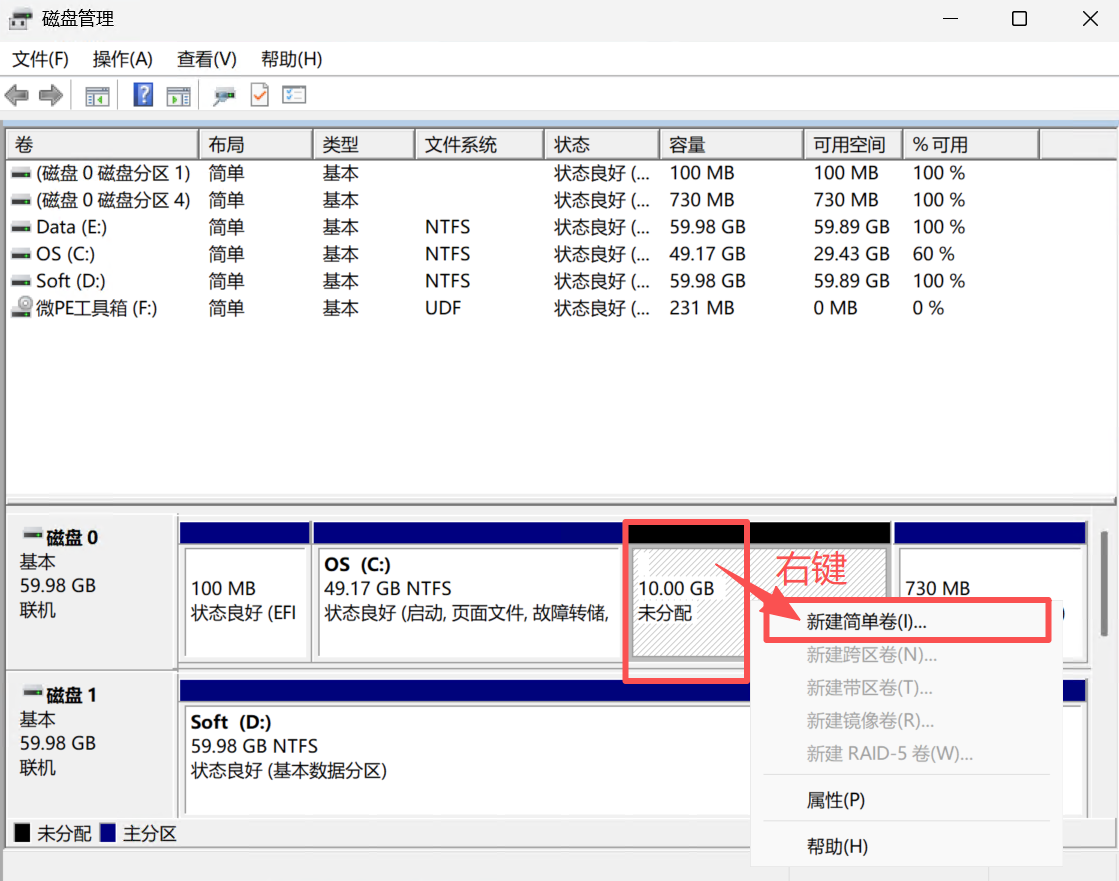 磁盘管理
文件(F) 操作(A) 查看(V) 帮助(H)
卷 布局 类型 文件系统 状态 容量 可用空间 % 可用
(磁盘 0 磁盘分区 1) 简单 基本 状态良好 (... 100 MB 100 MB 100 %
(磁盘 0 磁盘分区 4) 简单 基本 状态良好 (... 730 MB 730 MB 100 %
Data (E:) 简单 基本 NTFS 状态良好 (... 59.98 GB 59.89 GB 100 %
OS (C:) 简单 基本 NTFS 状态良好 (... 49.17 GB 29.43 GB 60 %
Soft (D:) 简单 基本 NTFS 状态良好 (... 59.98 GB 59.89 GB 100 %
微PE工具箱 (F:) 简单 基本 UDF 状态良好 (... 231 MB 0 MB 0 %
磁盘 0
基本
59.98 GB
联机
100 MB
状态良好 (EFI
OS (C:)
49.17 GB NTFS
状态良好 (启动, 页面文件, 故障转储,
10.00 GB
未分配
右键
730 MB
新建简单卷(I)...
新建跨区卷(N)...
新建带区卷(T)...
新建镜像卷(R)...
新建 RAID-5 卷(W)...
属性(P)
帮助(H)
磁盘 1
基本
59.98 GB
联机
Soft (D:)
59.98 GB NTFS
状态良好 (基本数据分区)
未分配 主分区